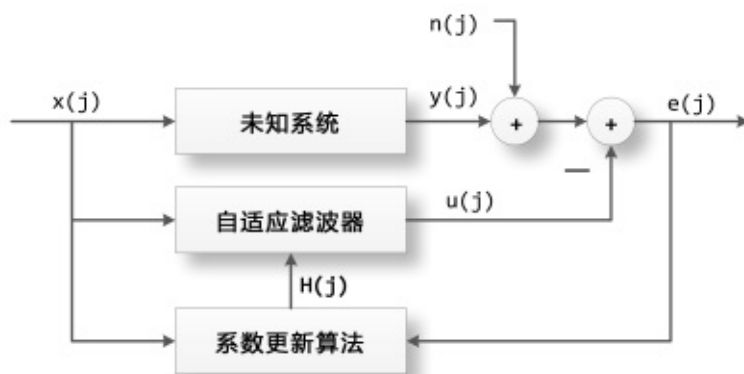 n(j)
x(j)
未知系统
y(j)
+
+
e(j)
—
自适应滤波器
u(j)
H(j)
系数更新算法